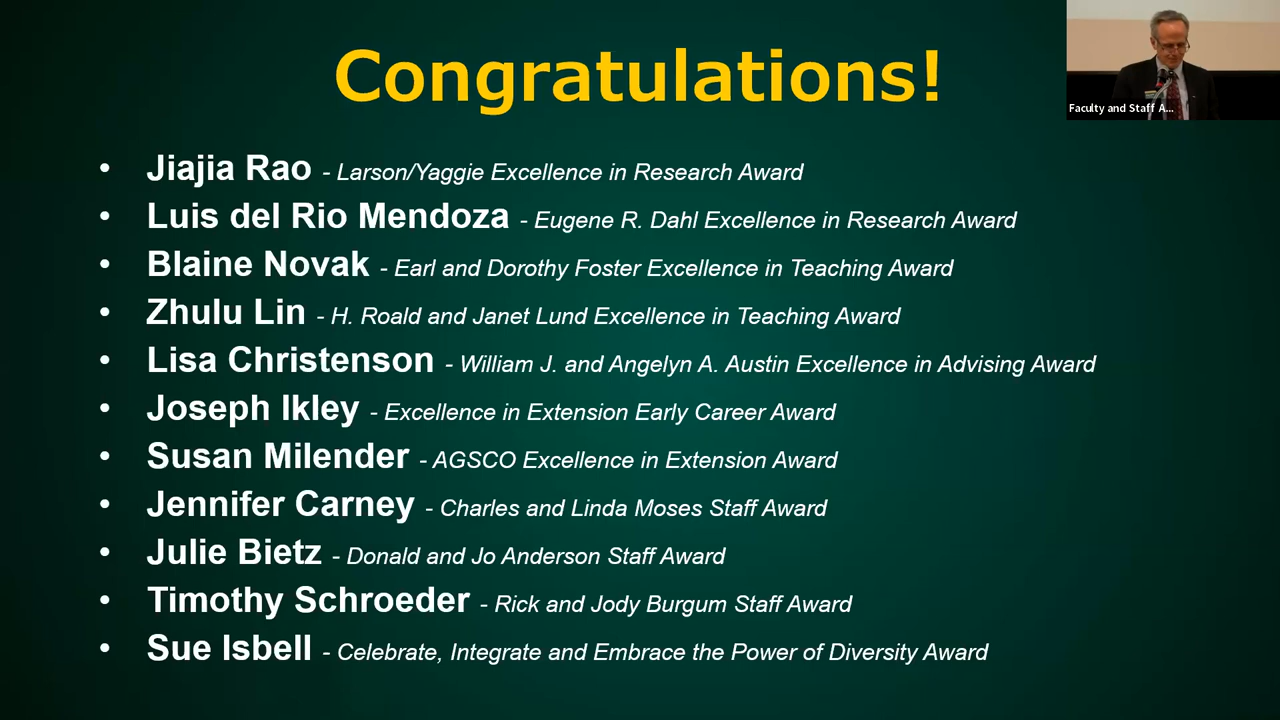 Congratulations!
Faculty and Staff A...
• Jiajia Rao - Larson/Yaggie Excellence in Research Award
• Luis del Rio Mendoza - Eugene R. Dahl Excellence in Research Award
• Blaine Novak - Earl and Dorothy Foster Excellence in Teaching Award
• Zhulu Lin - H. Roald and Janet Lund Excellence in Teaching Award
• Lisa Christenson - William J. and Angelyn A. Austin Excellence in Advising Award
• Joseph Ikley - Excellence in Extension Early Career Award
• Susan Milender - AGSCO Excellence in Extension Award
• Jennifer Carney - Charles and Linda Moses Staff Award
• Julie Bietz - Donald and Jo Anderson Staff Award
• Timothy Schroeder - Rick and Jody Burgum Staff Award
• Sue Isbell - Celebrate, Integrate and Embrace the Power of Diversity Award